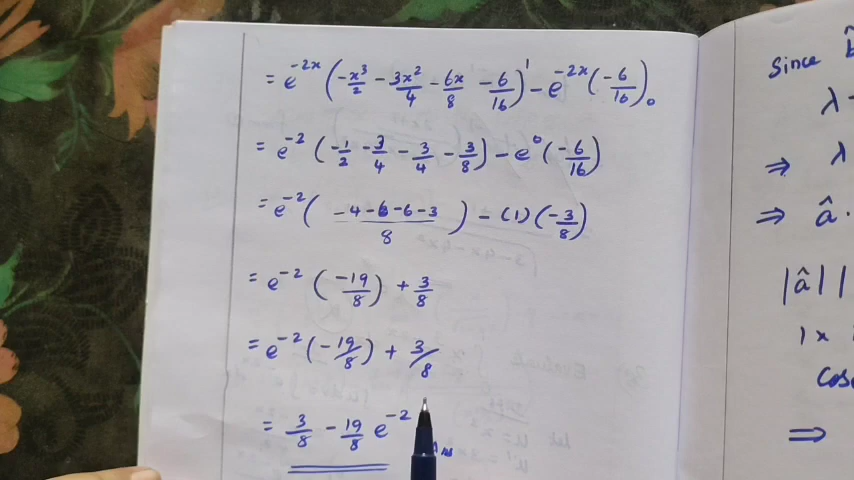 = e^{-2x} (-x³/2 - 3x²/4 - 6x/8 - 6/16)^1 - e^{-2x} (-6/16)_0
= e^{-2} (-1/2 - 3/4 - 3/4 - 3/8) - e^0 (-6/16)
= e^{-2} ( -4-6-6-3 / 8 ) - (1) (-3/8)
= e^{-2} (-19/8) + 3/8
= e^{-2} (-19/8) + 3/8
= 3/8 - 19/8 e^{-2}
Since
λ
⇒ λ
⇒ â ·
|â| |
1 ×
cos
⇒